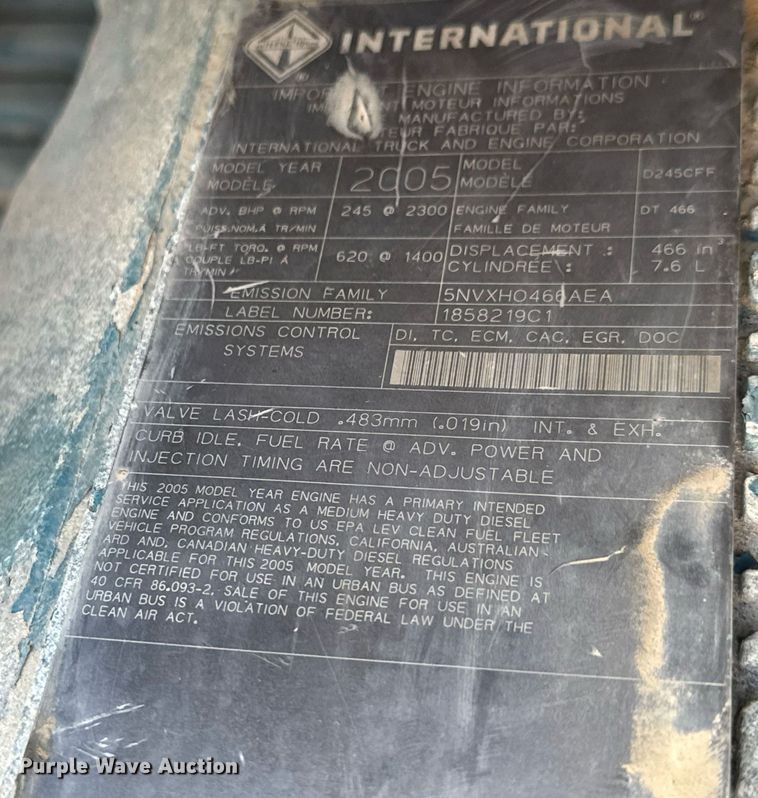 INTERNATIONAL®
ENGINE INFORMATION
MOTEUR INFORMATIONS
MANUFACTURED BY:
FABRIQUE PAR:
INTERNATIONAL TRUCK AND ENGINE CORPORATION
MODEL YEAR MODÈLE 2005 MODEL MODÈLE D245CFF
ADV. BHP @ RPM 245 @ 2300 ENGINE FAMILY DT 466
PUISS.NOM.À TR/MIN FAMILLE DE MOTEUR
LB-FT TORQ. @ RPM 620 @ 1400 DISPLACEMENT : 466 in³
COUPLE LB-PI À TR/MIN CYLINDRÉE : 7.6 L
EMISSION FAMILY 5NVXH0466AEA
LABEL NUMBER: 1858219C1
EMISSIONS CONTROL SYSTEMS DI, TC, ECM, CAC, EGR, DOC
VALVE LASH-COLD .483mm (.019in) INT. & EXH.
CURB IDLE, FUEL RATE @ ADV. POWER AND
INJECTION TIMING ARE NON-ADJUSTABLE
THIS 2005 MODEL YEAR ENGINE HAS A PRIMARY INTENDED
SERVICE APPLICATION AS A MEDIUM HEAVY DUTY DIESEL
ENGINE AND CONFORMS TO US EPA LEV CLEAN FUEL FLEET
VEHICLE PROGRAM REGULATIONS, CALIFORNIA, AUSTRALIAN
ARD AND, CANADIAN HEAVY-DUTY DIESEL REGULATIONS
APPLICABLE FOR THIS 2005 MODEL YEAR. THIS ENGINE IS
NOT CERTIFIED FOR USE IN AN URBAN BUS AS DEFINED AT
40 CFR 86.093-2. SALE OF THIS ENGINE FOR USE IN AN
URBAN BUS IS A VIOLATION OF FEDERAL LAW UNDER THE
CLEAN AIR ACT.
Purple Wave Auction